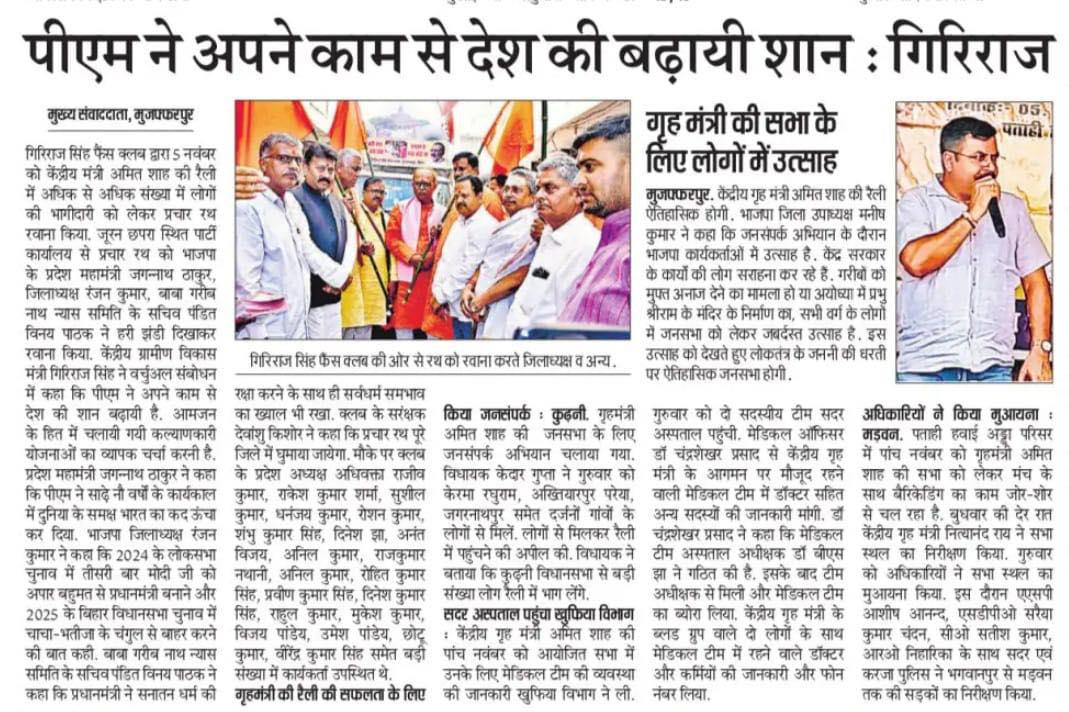 पीएम ने अपने काम से देश की बढ़ायी शान : गिरिराज
मुख्य संवाददाता, मुजफ्फरपुर
गिरिराज सिंह फैंस क्लब द्वारा 5 नवंबर
को केंद्रीय मंत्री अमित शाह की रैली
में अधिक से अधिक संख्या में लोगों
की भागीदारी को लेकर प्रचार रथ
रवाना किया. जूरन छपरा स्थित पार्टी
कार्यालय से प्रचार रथ को भाजपा
के प्रदेश महामंत्री जगन्नाथ ठाकुर,
जिलाध्यक्ष रंजन कुमार, बाबा गरीब
नाथ न्यास समिति के सचिव पंडित
विनय पाठक ने हरी झंडी दिखाकर
रवाना किया. केंद्रीय ग्रामीण विकास
मंत्री गिरिराज सिंह ने वर्चुअल संबोधन
में कहा कि पीएम ने अपने काम से
देश की शान बढ़ायी है. आमजन
के हित में चलायी गयी कल्याणकारी
योजनाओं का व्यापक चर्चा करनी है.
प्रदेश महामंत्री जगन्नाथ ठाकुर ने कहा
कि पीएम ने साढ़े नौ वर्षों के कार्यकाल
में दुनिया के समक्ष भारत का कद ऊंचा
कर दिया. भाजपा जिलाध्यक्ष रंजन
कुमार ने कहा कि 2024 के लोकसभा
चुनाव में तीसरी बार मोदी जी को
अपार बहुमत से प्रधानमंत्री बनाने और
2025 के बिहार विधानसभा चुनाव में
चाचा-भतीजा के चंगुल से बाहर करने
की बात कही. बाबा गरीब नाथ न्यास
समिति के सचिव पंडित विनय पाठक ने
कहा कि प्रधानमंत्री ने सनातन धर्म की
गिरिराज सिंह फैंस क्लब की ओर से रथ को रवाना करते जिलाध्यक्ष व अन्य.
रक्षा करने के साथ ही सर्वधर्म समभाव
का ख्याल भी रखा. क्लब के सरंक्षक
देवांशु किशोर ने कहा कि प्रचार रथ पूरे
जिले में घुमाया जायेगा. मौके पर क्लब
के प्रदेश अध्यक्ष अधिवक्ता राजीव
कुमार, राकेश कुमार शर्मा, सुशील
कुमार, धनंजय कुमार, रोशन कुमार,
शंभु कुमार सिंह, दिनेश झा, अनंत
विजय, अनिल कुमार, राजकुमार
नथानी, अनिल कुमार, रोहित कुमार
सिंह, प्रवीण कुमार सिंह, दिनेश कुमार
सिंह, राहुल कुमार, मुकेश कुमार,
विजय पांडेय, उमेश पांडेय, छोटू
कुमार, वीरेंद्र कुमार सिंह समेत बड़ी
संख्या में कार्यकर्ता उपस्थित थे.
गृहमंत्री की रैली की सफलता के लिए
किया जनसंपर्क : कुढ़नी. गृहमंत्री
अमित शाह की जनसभा के लिए
जनसंपर्क अभियान चलाया गया.
विधायक केदार गुप्ता ने गुरुवार को
केरमा रघुराम, अख्तियारपुर परेया,
जगरनाथपुर समेत दर्जनों गांवों के
लोगों से मिलें. लोगों से मिलकर रैली
में पहुंचने की अपील की. विधायक ने
बताया कि कुढ़नी विधानसभा से बड़ी
संख्या लोग रैली में भाग लेंगे.
सदर अस्पताल पहुंचा खुफिया विभाग
: केंद्रीय गृह मंत्री अमित शाह की
पांच नवंबर को आयोजित सभा में
उनके लिए मेडिकल टीम की व्यवस्था
की जानकारी खुफिया विभाग ने ली.
गुरुवार को दो सदस्यीय टीम सदर
अस्पताल पहुंची. मेडिकल ऑफिसर
डॉ चंद्रशेखर प्रसाद से केंद्रीय गृह
मंत्री के आगमन पर मौजूद रहने
वाली मेडिकल टीम में डॉक्टर सहित
अन्य सदस्यों की जानकारी मांगी. डॉ
चंद्रशेखर प्रसाद ने कहा कि मेडिकल
टीम अस्पताल अधीक्षक डॉ बीएस
झा ने गठित की है. इसके बाद टीम
अधीक्षक से मिली और मेडिकल टीम
का ब्योरा लिया. केंद्रीय गृह मंत्री के
ब्लड ग्रुप वाले दो लोगों के साथ
मेडिकल टीम में रहने वाले डॉक्टर
और कर्मियों की जानकारी और फोन
नंबर लिया.
गृह मंत्री की सभा के
लिए लोगों में उत्साह
मुजफ्फरपुर. केंद्रीय गृह मंत्री अमित शाह की रैली
ऐतिहासिक होगी. भाजपा जिला उपाध्यक्ष मनीष
कुमार ने कहा कि जनसंपर्क अभियान के दौरान
भाजपा कार्यकर्ताओं में उत्साह है. केंद्र सरकार
के कार्यों की लोग सराहना कर रहे हैं. गरीबों को
मुफ्त अनाज देने का मामला हो या अयोध्या में प्रभु
श्रीराम के मंदिर के निर्माण का, सभी वर्ग के लोगों
में जनसभा को लेकर जबर्दस्त उत्साह है. इस
उत्साह को देखते हुए लोकतंत्र के जननी की धरती
पर ऐतिहासिक जनसभा होगी.
दिनांक:- 05.
पताही
अधिकारियों ने किया मुआयना :
मड़वन. पताही हवाई अड्डा परिसर
में पांच नवंबर को गृहमंत्री अमित
शाह की सभा को लेकर मंच के
साथ बैरिकेडिंग का काम जोर-शोर
से चल रहा है. बुधवार की देर रात
केंद्रीय गृह मंत्री नित्यानंद राय ने सभा
स्थल का निरीक्षण किया. गुरुवार
को अधिकारियों ने सभा स्थल का
मुआयना किया. इस दौरान एएसपी
आशीष आनन्द, एसडीपीओ सरैया
कुमार चंदन, सीओ सतीश कुमार,
आरओ निहारिका के साथ सदर एवं
करजा पुलिस ने भगवानपुर से मड़वन
तक की सड़कों का निरीक्षण किया.